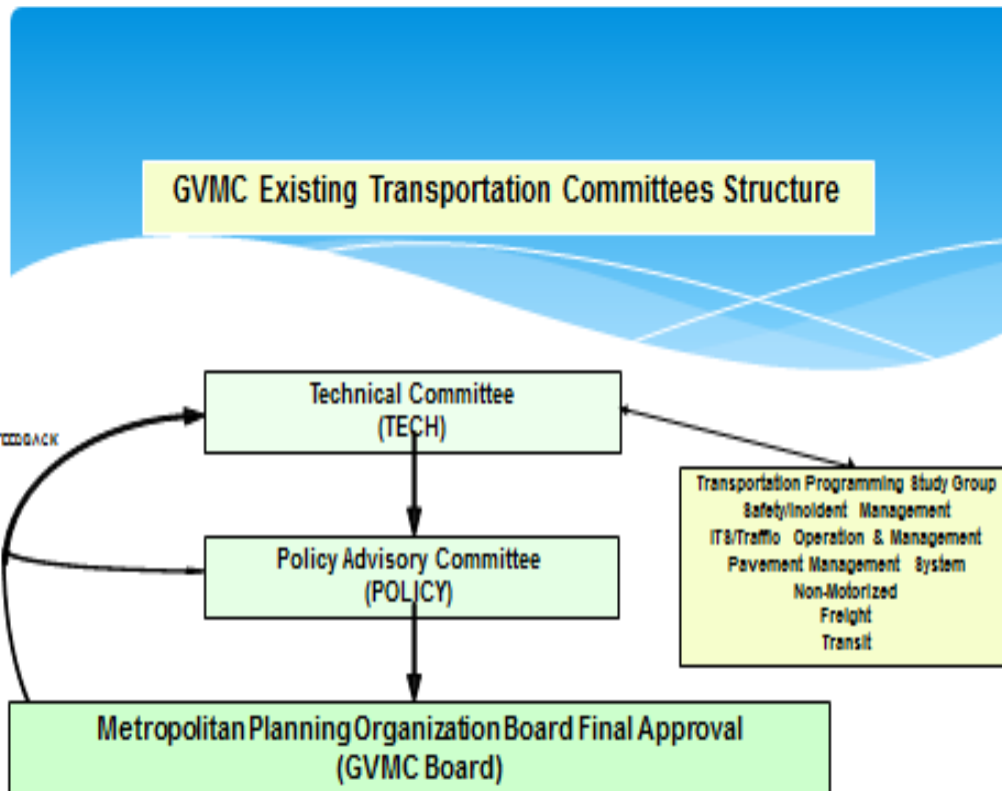 GVMC Existing Transportation Committees Structure
Technical Committee
(TECH)
FEEDBACK
Transportation Programming Study Group
Safety/Incident Management
ITS/Traffic Operation & Management
Pavement Management System
Non-Motorized
Freight
Transit
Policy Advisory Committee
(POLICY)
Metropolitan Planning Organization Board Final Approval
(GVMC Board)